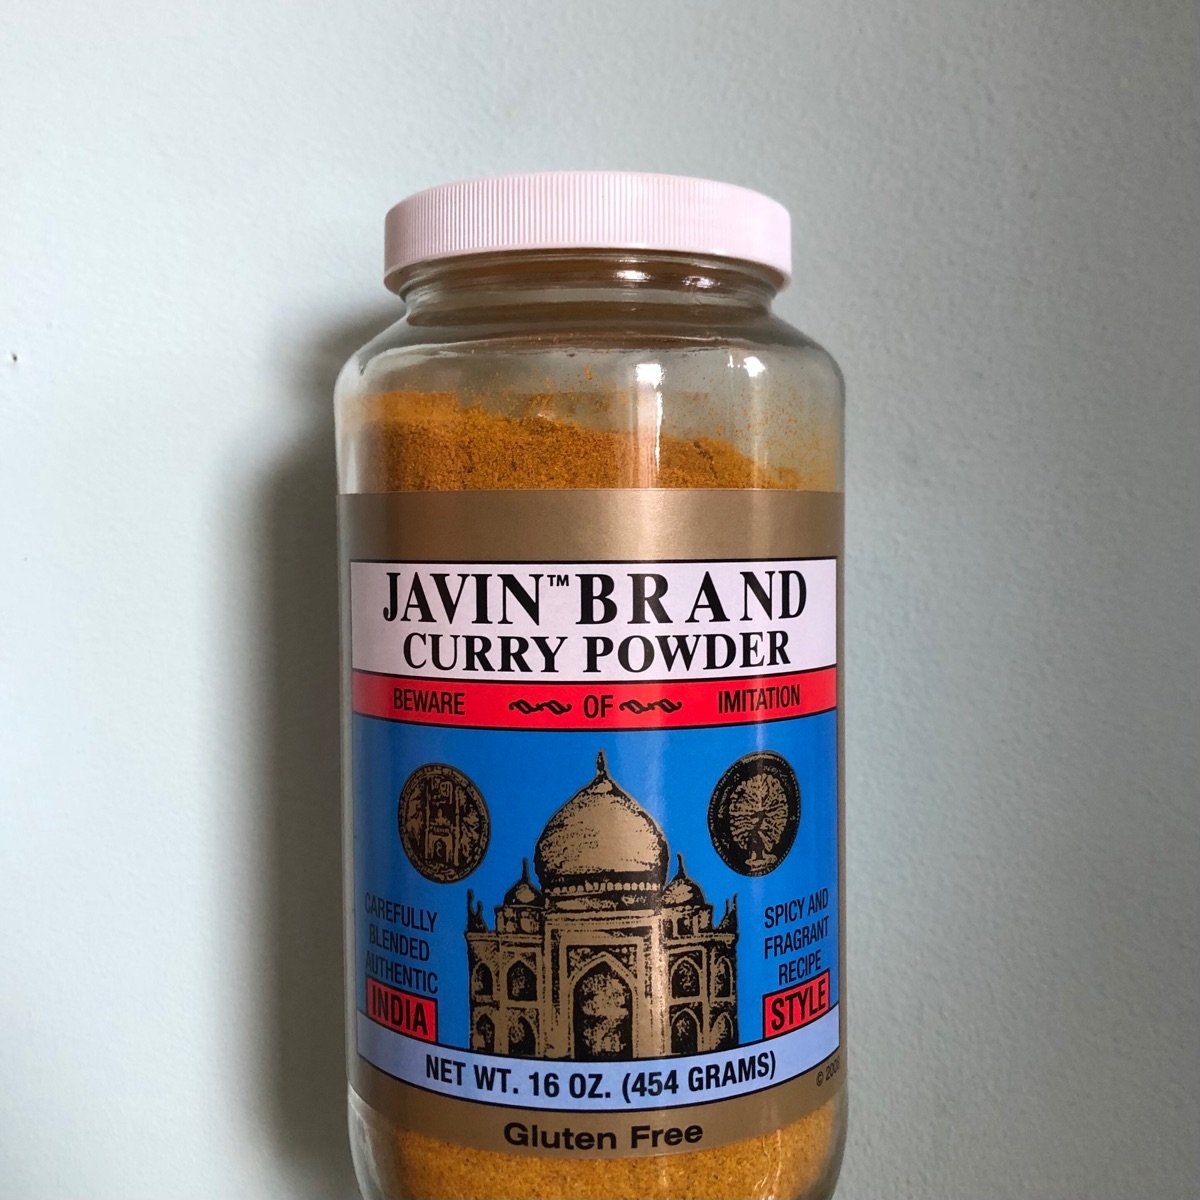 JAVIN™ BRAND
CURRY POWDER
BEWARE OF IMITATION
CAREFULLY
BLENDED
AUTHENTIC
INDIA
SPICY AND
FRAGRANT
RECIPE
STYLE
NET WT. 16 OZ. (454 GRAMS)
©
Gluten Free